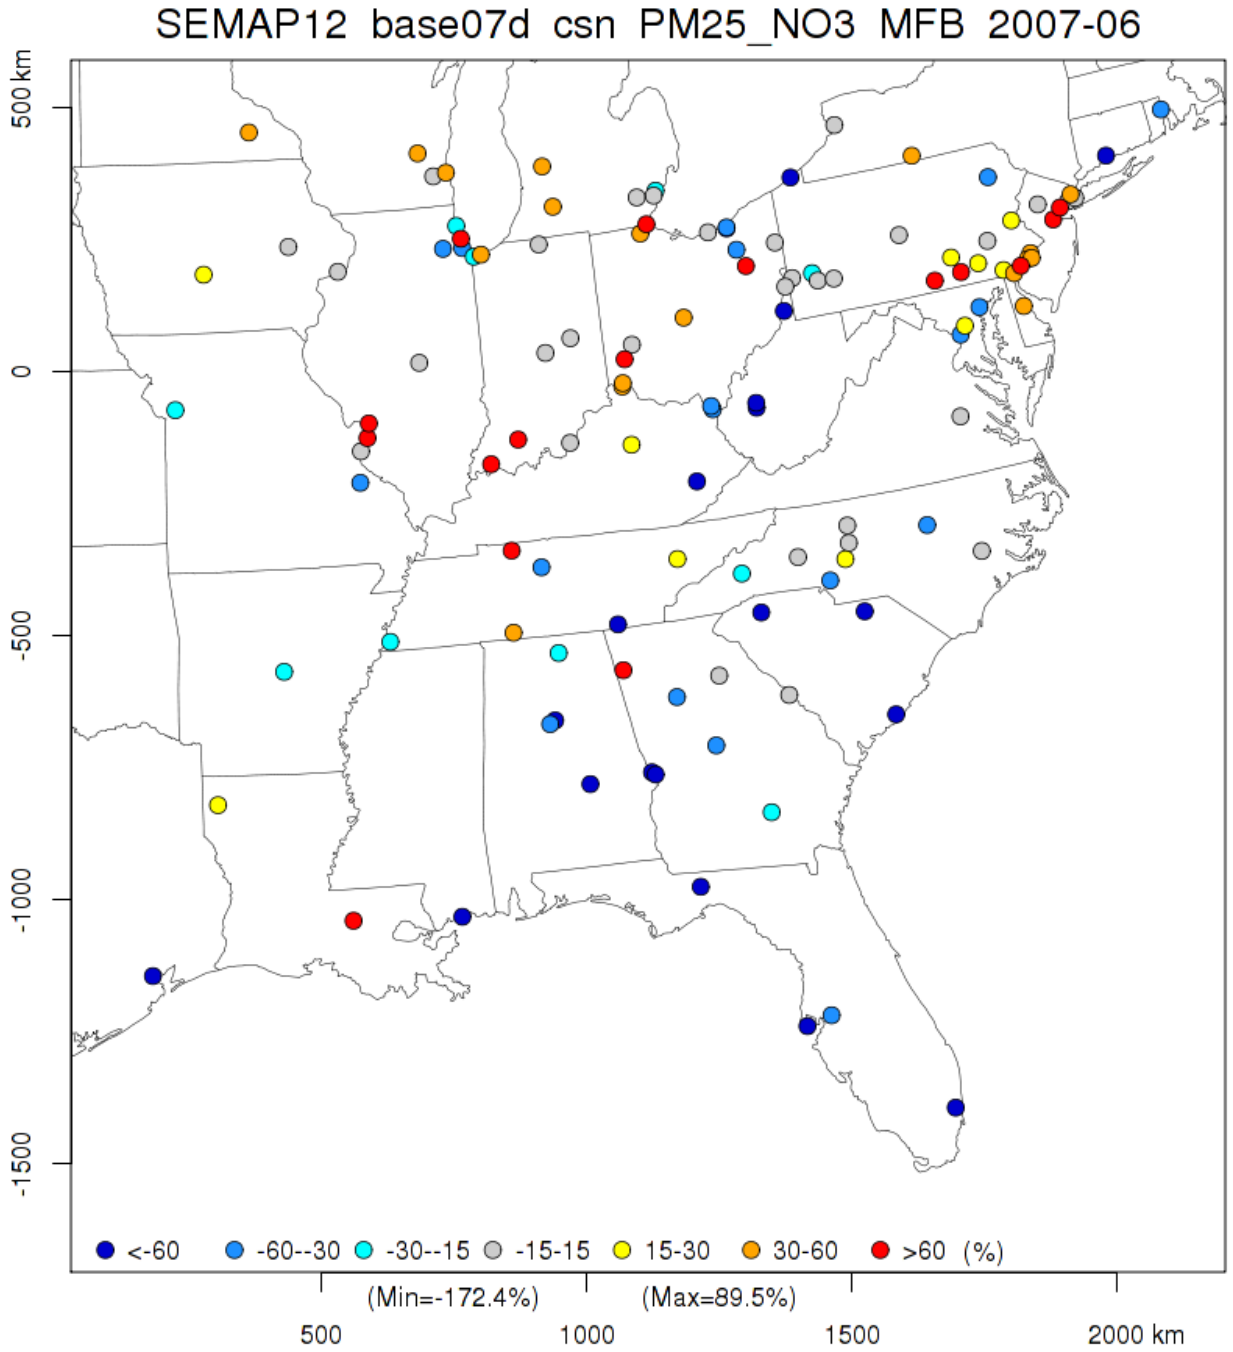 SEMAP12 base07d csn PM25_NO3 MFB 2007-06
500 km
0
-500
-1000
-1500
<-60 -60--30 -30--15 -15-15 15-30 30-60 >60 (%)
(Min=-172.4%) (Max=89.5%)
500 1000 1500 2000 km